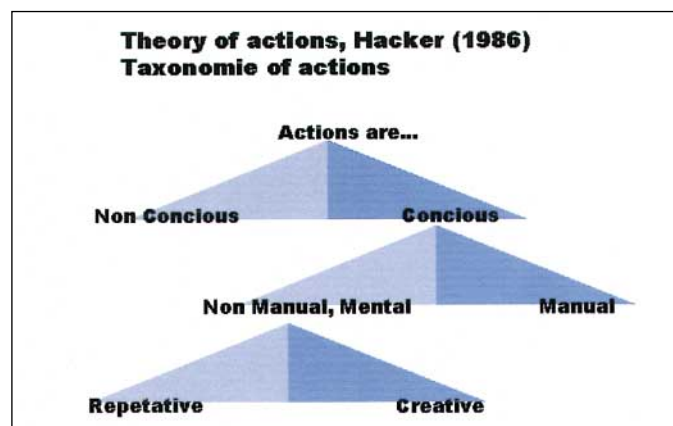 Theory of actions, Hacker (1986)
Taxonomie of actions
Actions are...
Non Concious Concious
Non Manual, Mental Manual
Repetative Creative